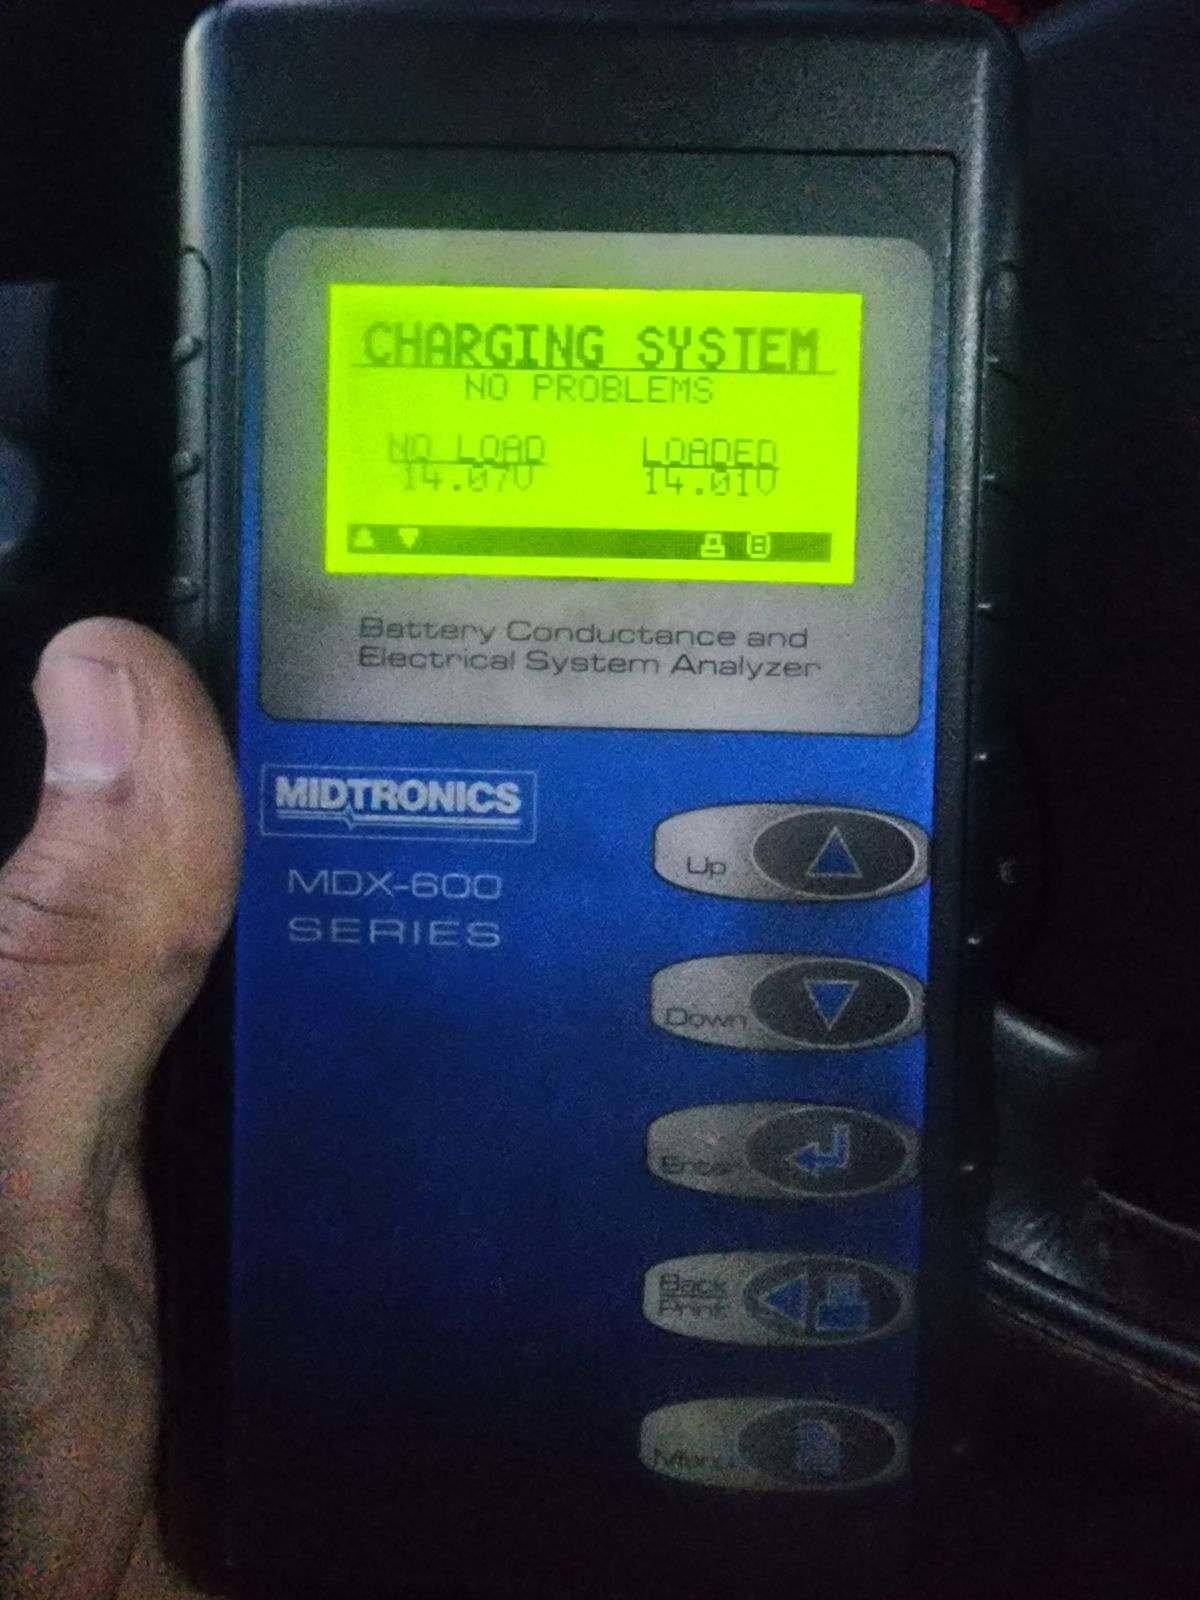 CHARGING SYSTEM
NO PROBLEMS
NO LOAD LOADED
14.07V 14.01V
Battery Conductance and
Electrical System Analyzer
MIDTRONICS
MDX-600
SERIES
Up
Down
Enter
Back
Print
Menu